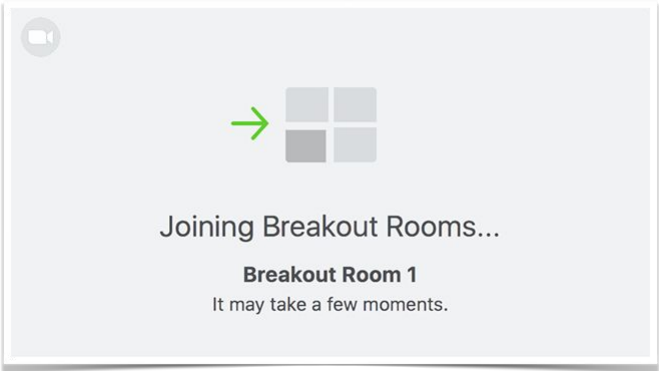 Joining Breakout Rooms...
Breakout Room 1
It may take a few moments.